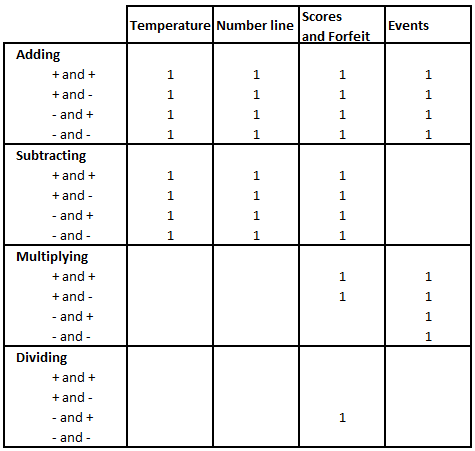 Temperature Number line Scores and Forfeit Events
Adding
+ and + 1 1 1 1
+ and - 1 1 1 1
- and + 1 1 1 1
- and - 1 1 1 1
Subtracting
+ and + 1 1 1
+ and - 1 1 1
- and + 1 1 1
- and - 1 1 1
Multiplying
+ and + 1 1
+ and - 1 1
- and + 1
- and - 1
Dividing
+ and +
+ and -
- and + 1
- and -